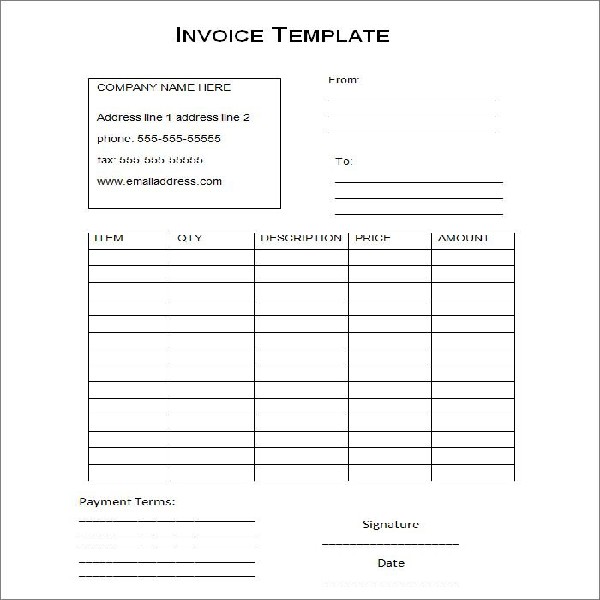 INVOICE TEMPLATE
COMPANY NAME HERE
Address line 1 address line 2
phone: 555-555-55555
fax: 555-555-55555
www.emailaddress.com
From:
To:
ITEM QTY DESCRIPTION PRICE AMOUNT
Payment Terms:
Signature
Date